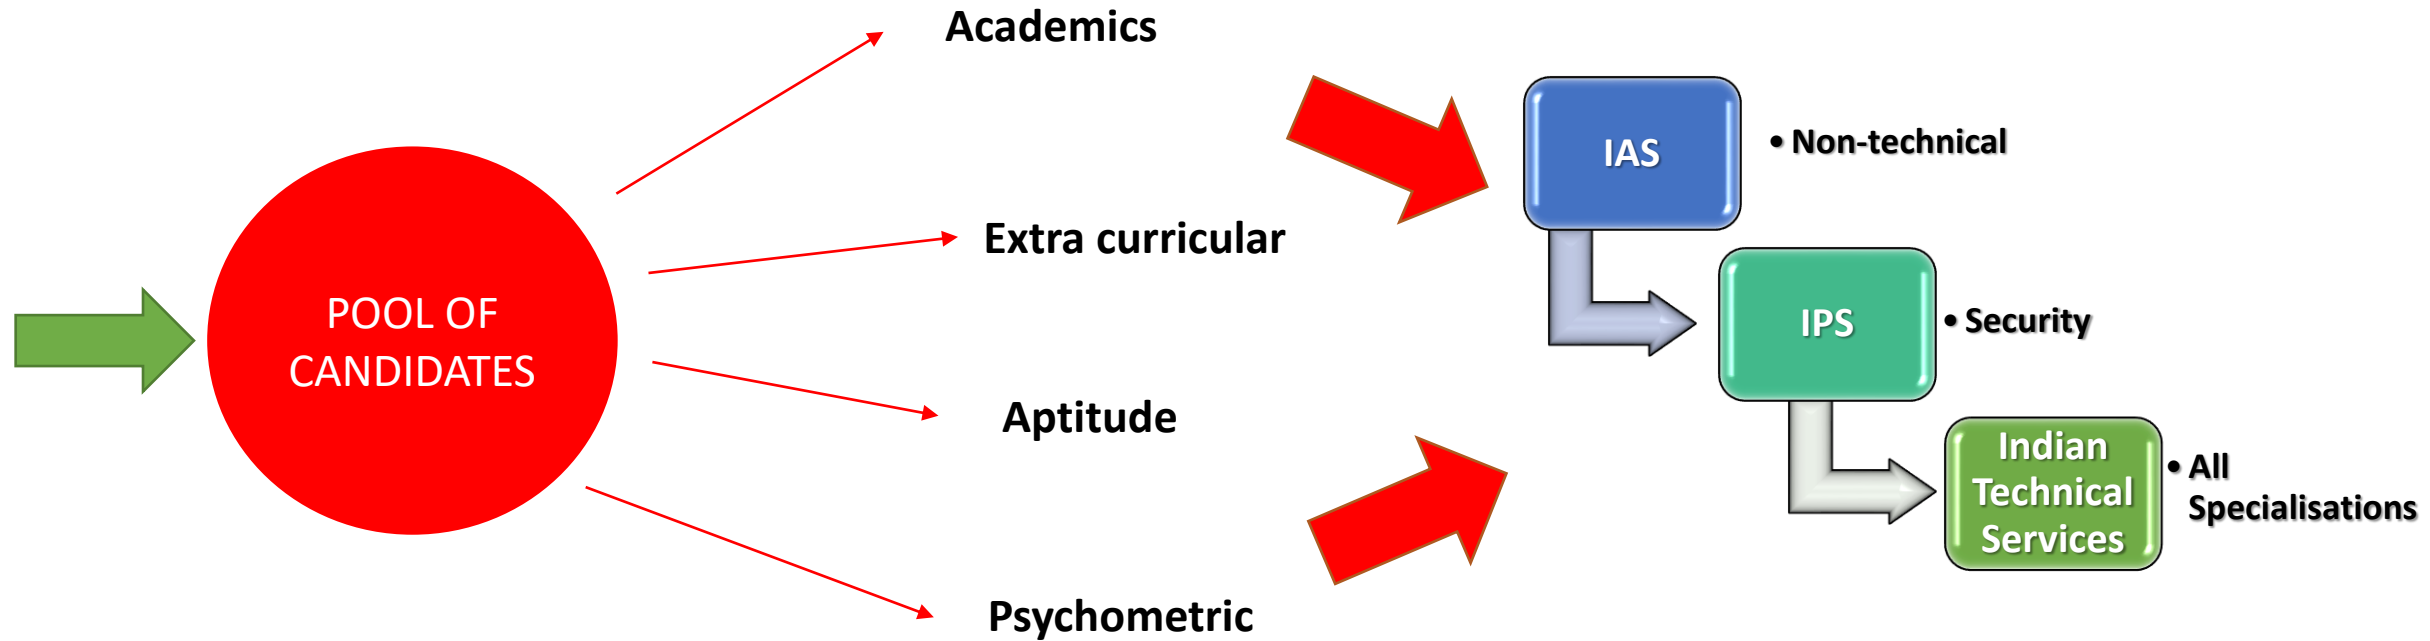 Academics
Extra curricular
POOL OF
CANDIDATES
Aptitude
Psychometric
IAS
• Non-technical
IPS
• Security
Indian
Technical
Services
• All
Specialisations